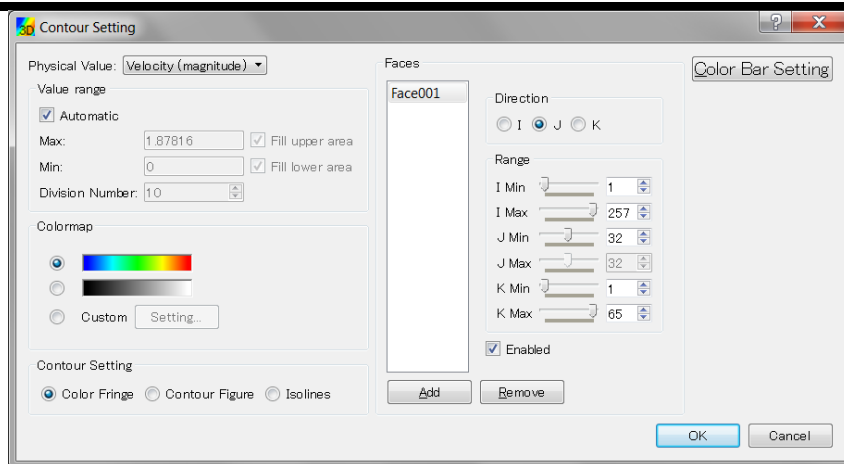 3D Contour Setting
Physical Value: Velocity (magnitude)
Value range
Automatic
Max: 1.87816 Fill upper area
Min: 0 Fill lower area
Division Number: 10
Colormap
Custom Setting...
Contour Setting
Color Fringe Contour Figure Isolines
Faces
Face001
Add Remove
Direction
I J K
Range
I Min 1
I Max 257
J Min 32
J Max 32
K Min 1
K Max 65
Enabled
Color Bar Setting
OK Cancel